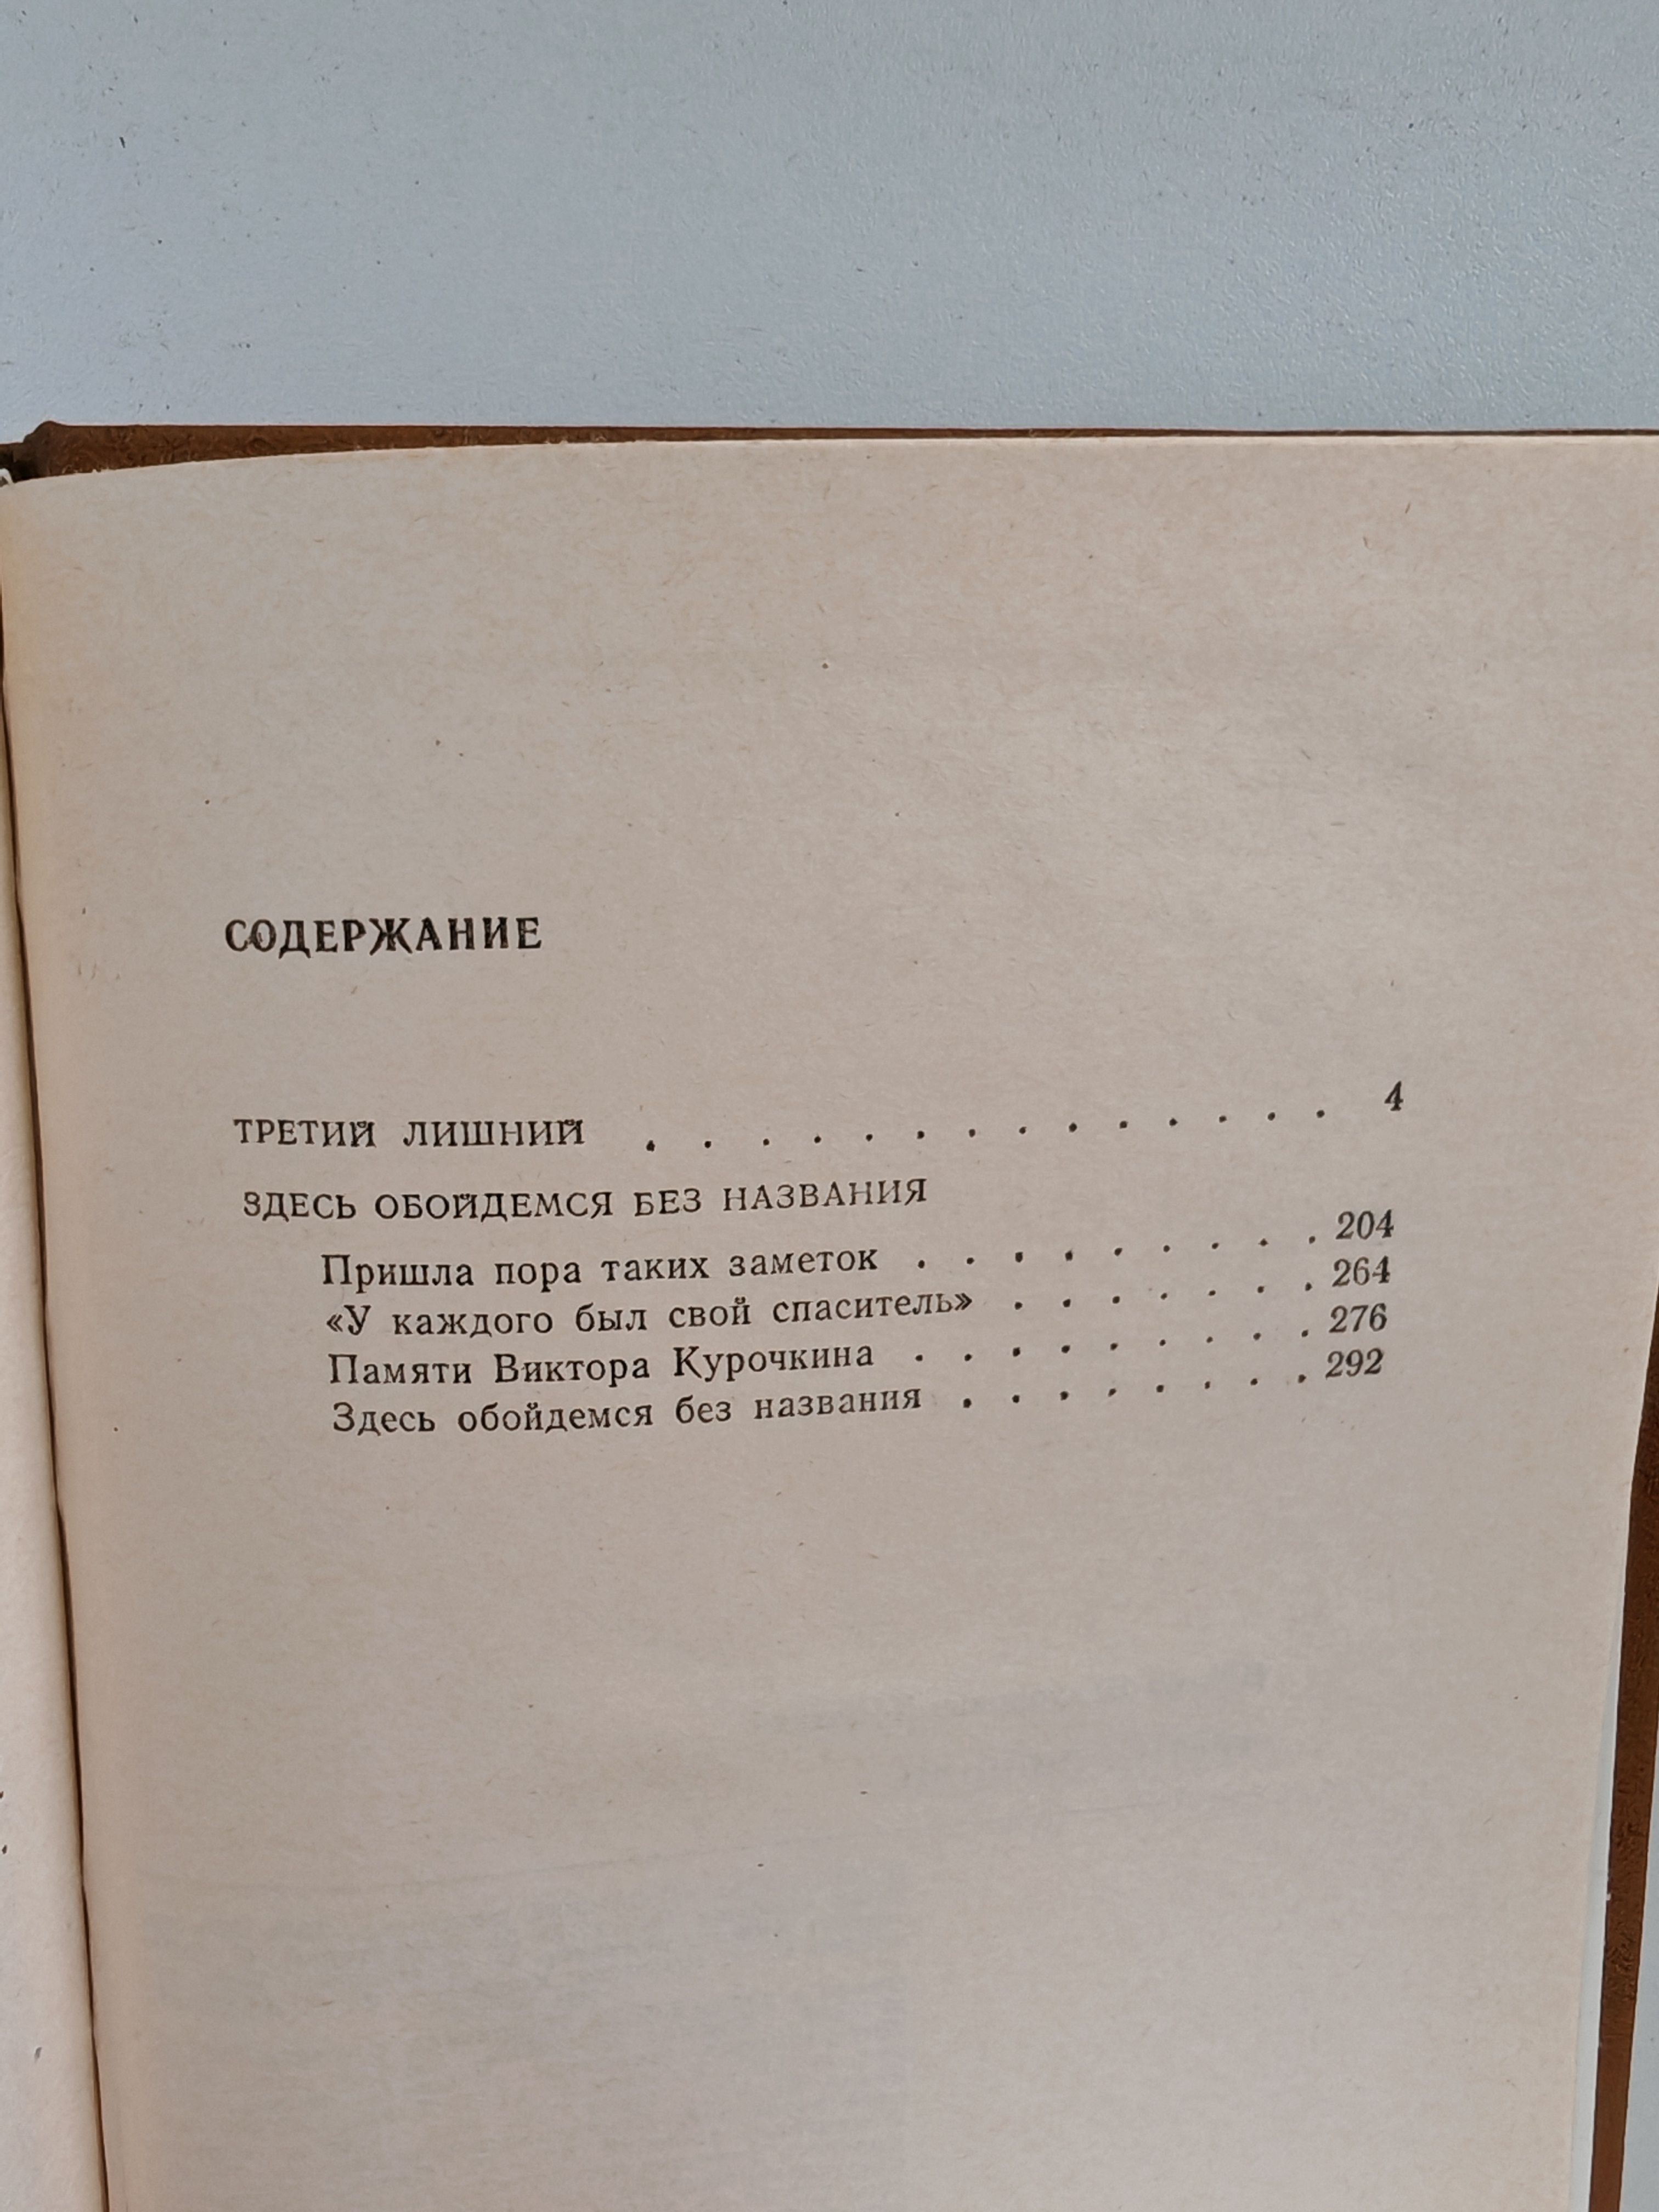 СОДЕРЖАНИЕ
ТРЕТИЙ ЛИШНИЙ . . . . . . . . . . . . . . 4
ЗДЕСЬ ОБОЙДЕМСЯ БЕЗ НАЗВАНИЯ
Пришла пора таких заметок . . . . . . . . . 204
«У каждого был свой спаситель» . . . . . . . 264
Памяти Виктора Курочкина . . . . . . . . . 276
Здесь обойдемся без названия . . . . . . . . 292